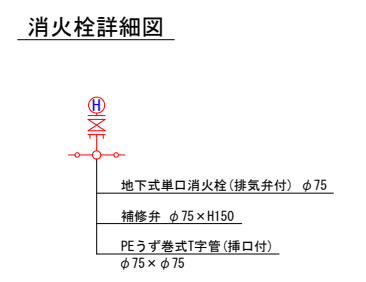 消火栓詳細図
H
地下式単口消火栓(排気弁付) φ75
補修弁 φ75×H150
PEうず巻式T字管(挿口付)
φ75×φ75